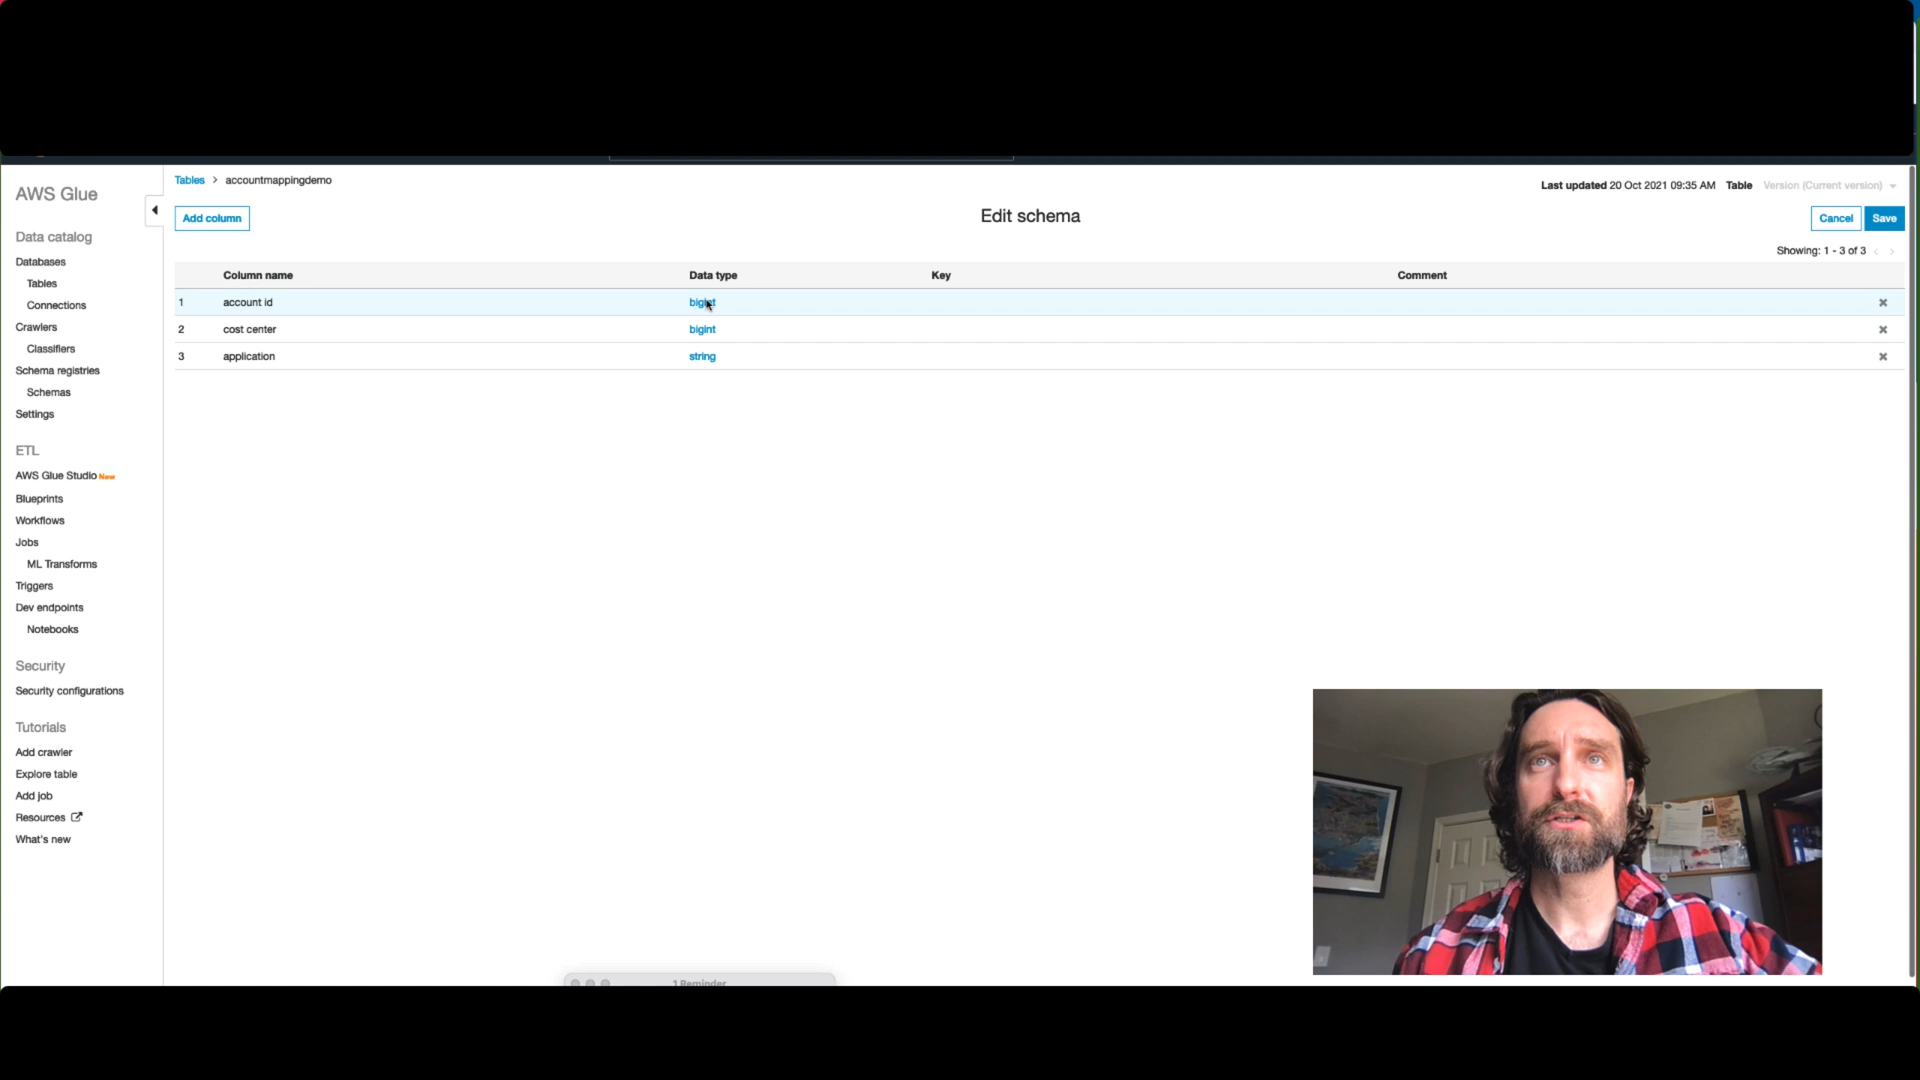 AWS Glue
Data catalog
Databases
Tables
Connections
Crawlers
Classifiers
Schema registries
Schemas
Settings
ETL
AWS Glue Studio New
Blueprints
Workflows
Jobs
ML Transforms
Triggers
Dev endpoints
Notebooks
Security
Security configurations
Tutorials
Add crawler
Explore table
Add job
Resources
What's new
Tables > accountmappingdemo
Last updated 20 Oct 2021 09:35 AM Table Version (Current version)
Add column
Edit schema
Cancel Save
Showing: 1 - 3 of 3
Column name Data type Key Comment
1 account id bigint
2 cost center bigint
3 application string
1 Reminder